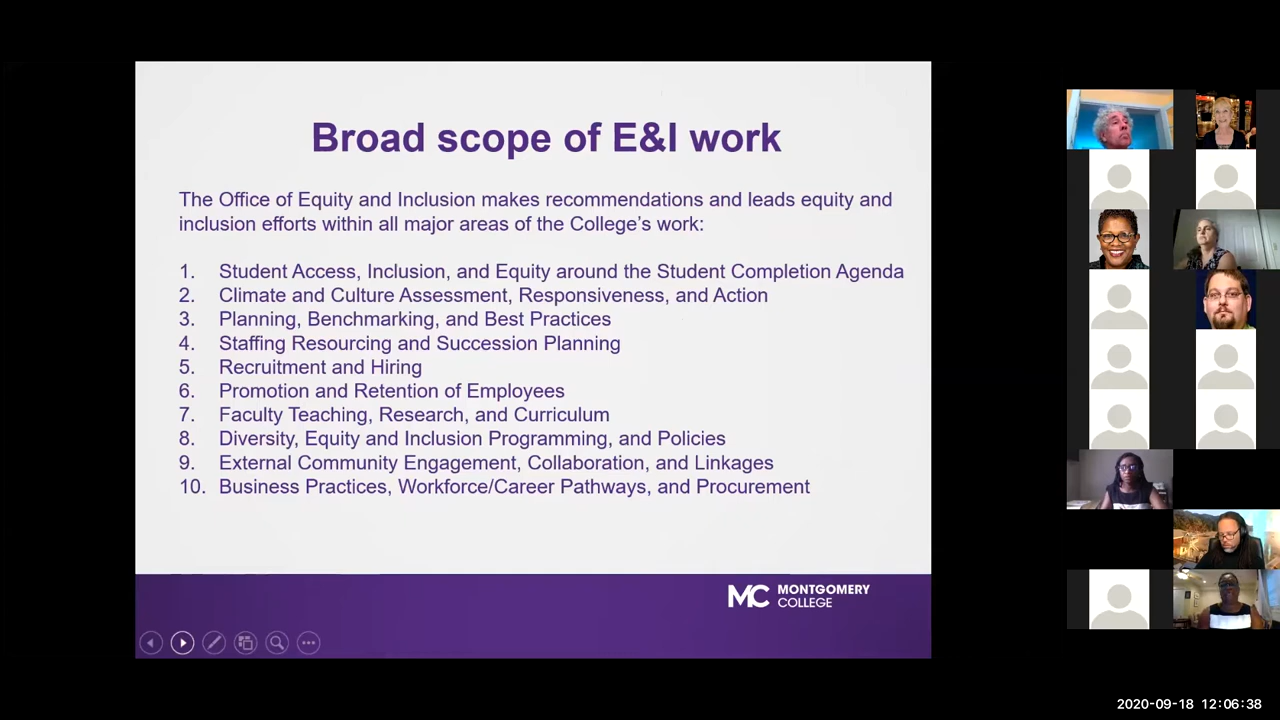 Broad scope of E&I work
The Office of Equity and Inclusion makes recommendations and leads equity and
inclusion efforts within all major areas of the College's work:
1. Student Access, Inclusion, and Equity around the Student Completion Agenda
2. Climate and Culture Assessment, Responsiveness, and Action
3. Planning, Benchmarking, and Best Practices
4. Staffing Resourcing and Succession Planning
5. Recruitment and Hiring
6. Promotion and Retention of Employees
7. Faculty Teaching, Research, and Curriculum
8. Diversity, Equity and Inclusion Programming, and Policies
9. External Community Engagement, Collaboration, and Linkages
10. Business Practices, Workforce/Career Pathways, and Procurement
MC MONTGOMERY
COLLEGE
2020-09-18 12:06:38